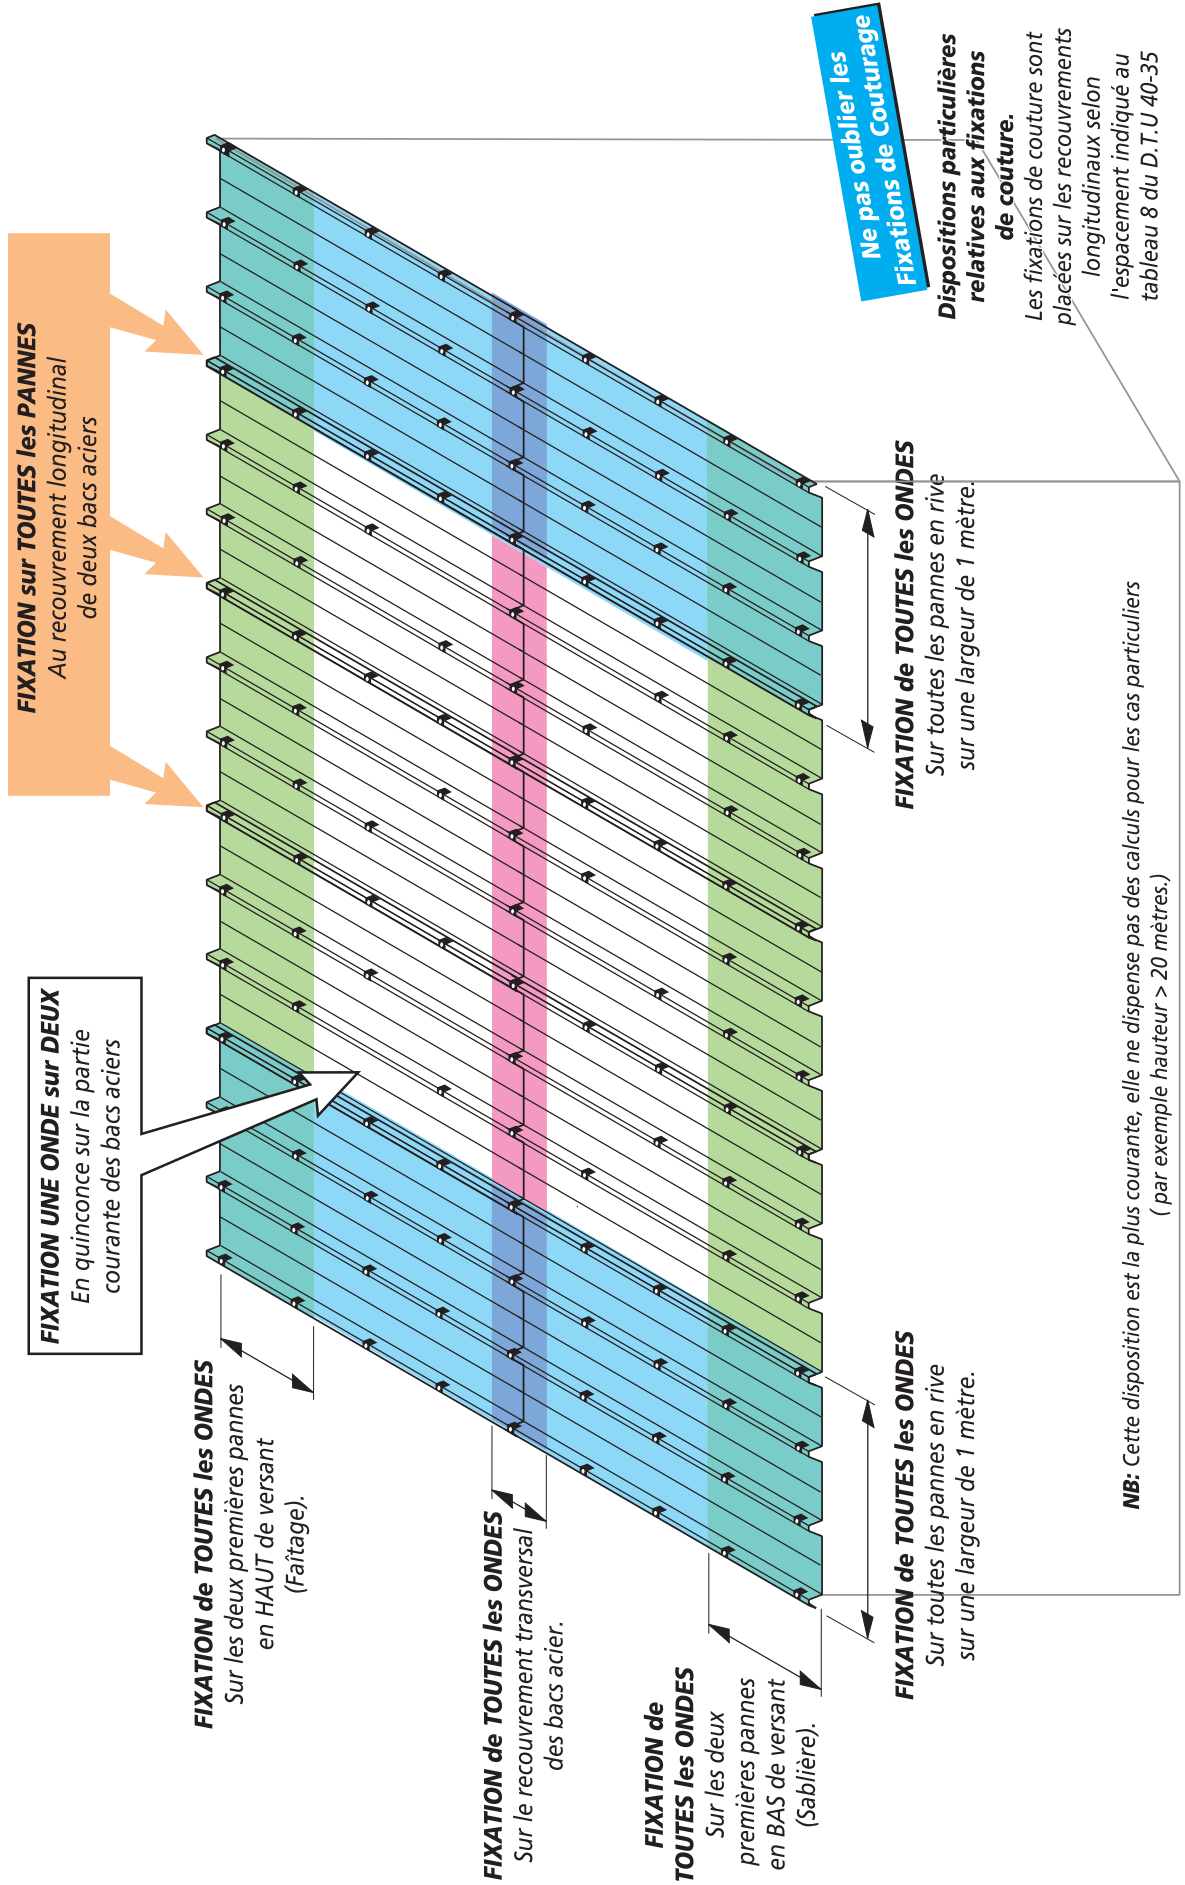 FIXATION sur TOUTES les PANNES
Au recouvrement longitudinal
de deux bacs aciers
FIXATION UNE ONDE sur DEUX
En quinconce sur la partie
courante des bacs aciers
FIXATION de TOUTES les ONDES
Sur les deux premières pannes
en HAUT de versant
(Faîtage).
FIXATION de TOUTES les ONDES
Sur le recouvrement transversal
des bacs acier.
FIXATION de
TOUTES les ONDES
Sur les deux
premières pannes
en BAS de versant
(Sablière).
FIXATION de TOUTES les ONDES
Sur toutes les pannes en rive
sur une largeur de 1 mètre.
FIXATION de TOUTES les ONDES
Sur toutes les pannes en rive
sur une largeur de 1 mètre.
Ne pas oublier les
Fixations de Couturage
Dispositions particulières
relatives aux fixations
de couture.
Les fixations de couture sont
placées sur les recouvrements
longitudinaux selon
l'espacement indiqué au
tableau 8 du D.T.U 40-35
NB: Cette disposition est la plus courante, elle ne dispense pas des calculs pour les cas particuliers
( par exemple hauteur > 20 mètres.)